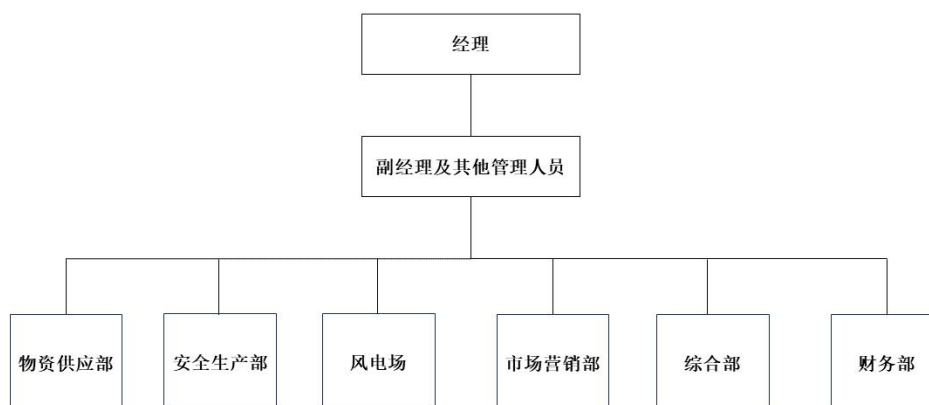 经理
副经理及其他管理人员
物资供应部
安全生产部
风电场
市场营销部
综合部
财务部